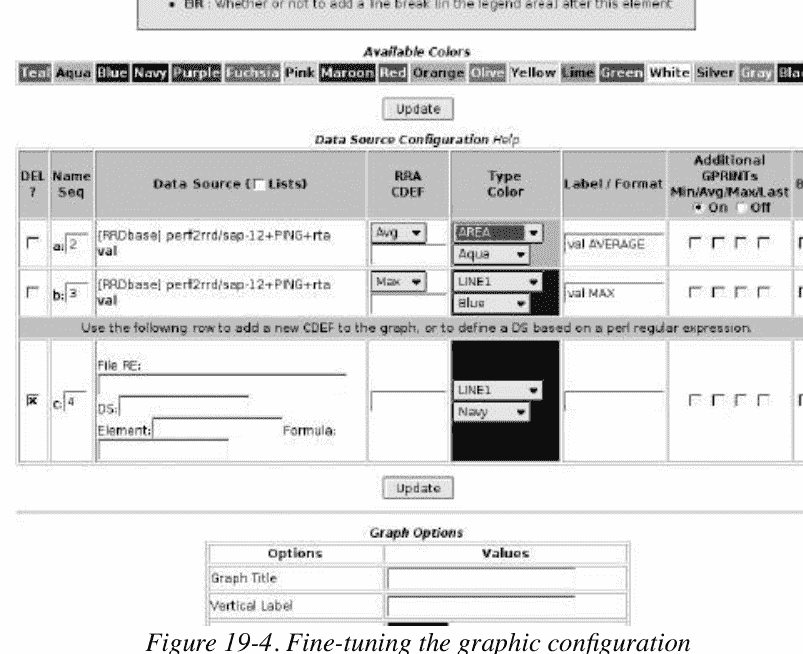 • BR : Whether or not to add a line break (in the legend area) after this element
Available Colors
Teal Aqua Blue Navy Purple Fuchsia Pink Maroon Red Orange Olive Yellow Lime Green White Silver Gray Blac
Update
Data Source Configuration Help
DEL ? Name Seq Data Source ( Lists) RRA CDEF Type Color Label / Format Additional GPRINTs Min/Avg/Max/Last On Off B
a: 2 [RRDbase] perf2rrd/sap-12+PING+rta val Avg AREA Aqua val AVERAGE
b: 3 [RRDbase] perf2rrd/sap-12+PING+rta val Max LINE1 Blue val MAX
Use the following row to add a new CDEF to the graph, or to define a DS based on a perl regular expression.
File RE:
c: 4 DS: LINE1 Navy
Element: Formula:
Update
Graph Options
Options Values
Graph Title
Vertical Label
Figure 19-4. Fine-tuning the graphic configuration